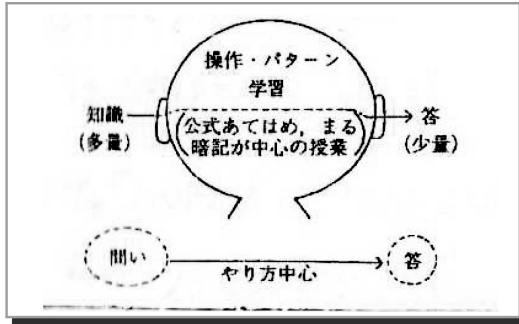 操作・パターン
学習
知識
(多量)
(公式あてはめ，まる
暗記が中心の授業)
答
(少量)
問い
やり方中心
答